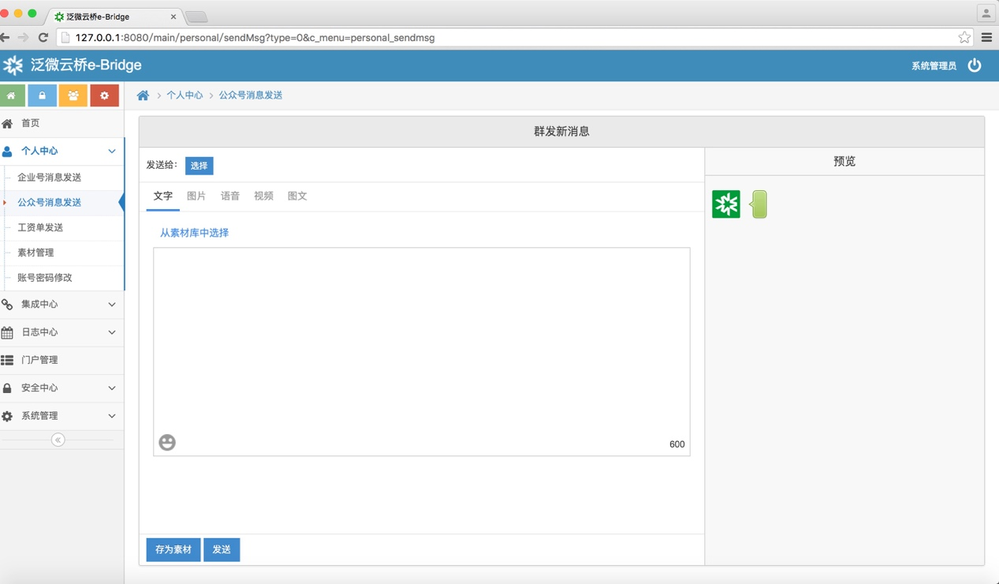 泛微云桥e-Bridge
127.0.0.1:8080/main/personal/sendMsg?type=0&c_menu=personal_sendmsg
泛微云桥e-Bridge
系统管理员
个人中心 > 公众号消息发送
首页
个人中心
企业号消息发送
公众号消息发送
工资单发送
素材管理
账号密码修改
集成中心
日志中心
门户管理
安全中心
系统管理
群发新消息
发送给: 选择
文字 图片 语音 视频 图文
从素材库中选择
600
存为素材 发送
预览